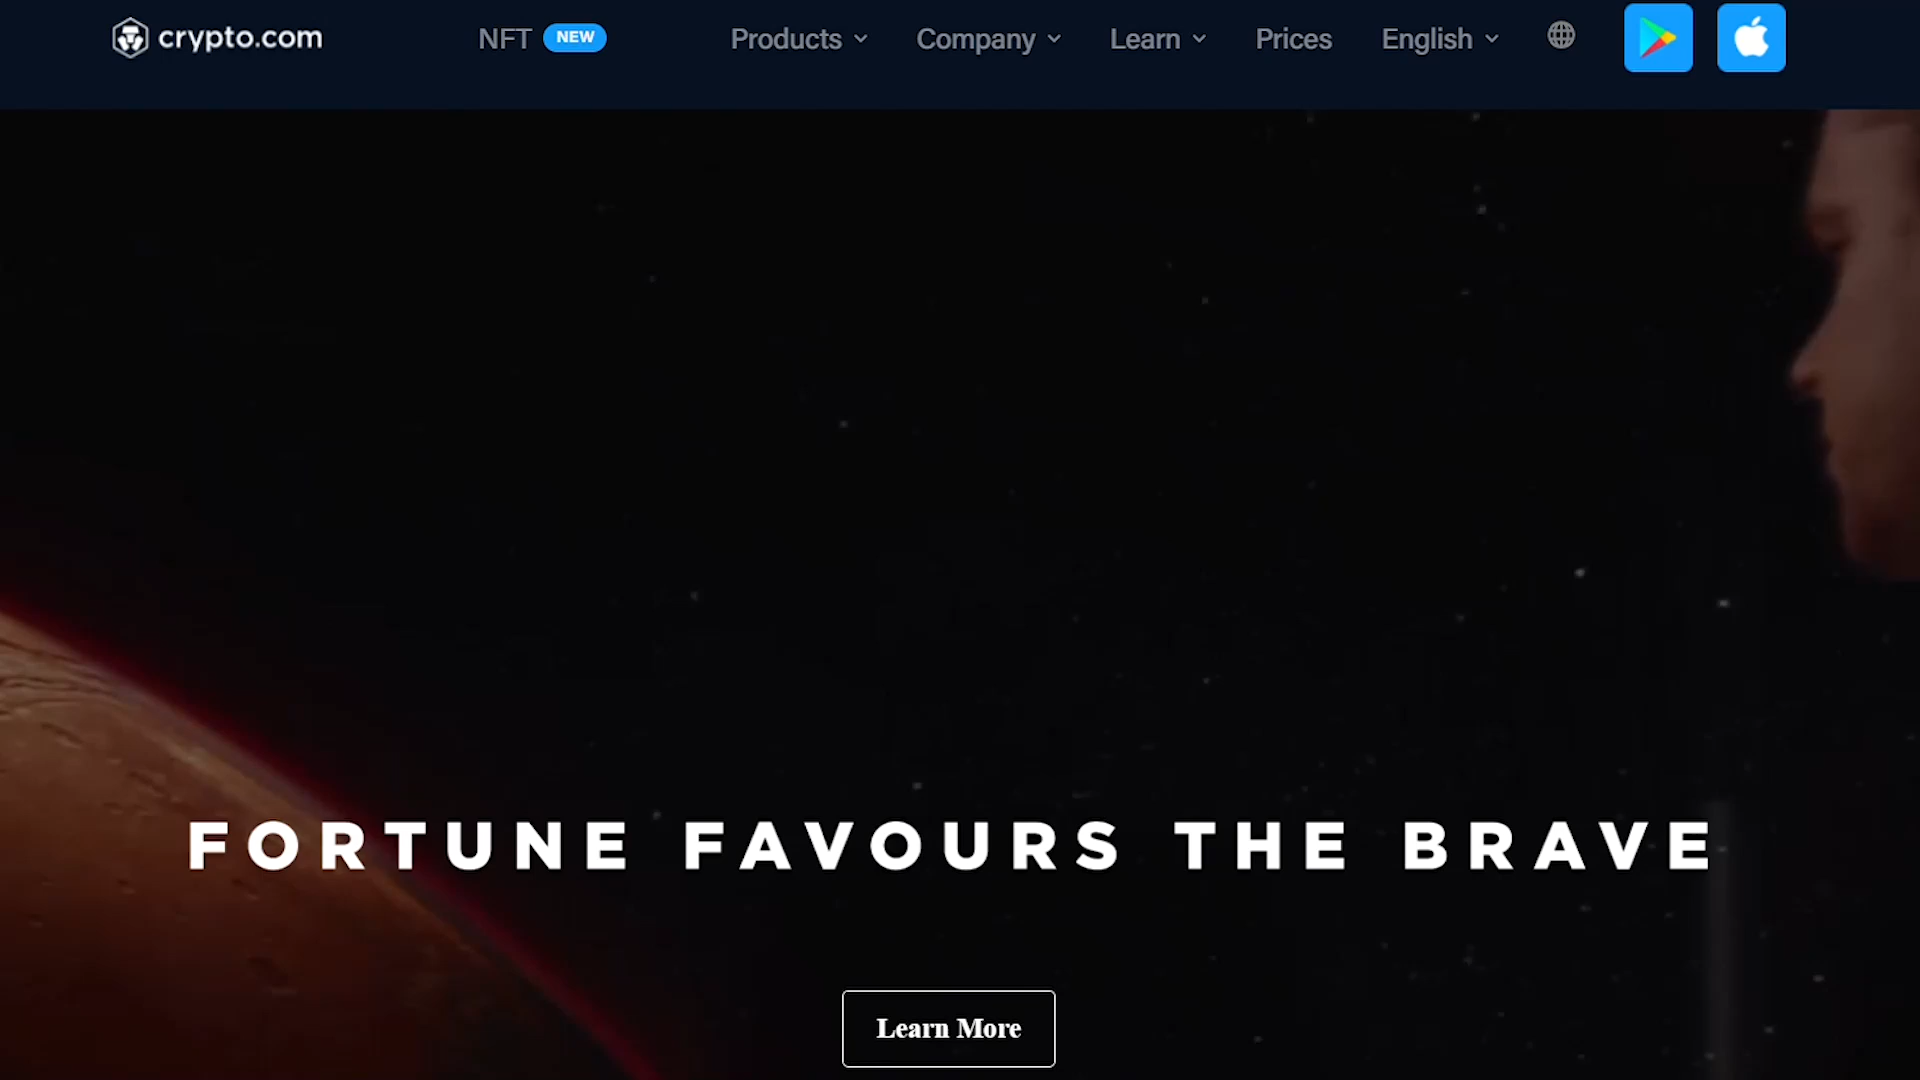 crypto.com NFT NEW Products Company Learn Prices English
FORTUNE FAVOURS THE BRAVE
Learn More